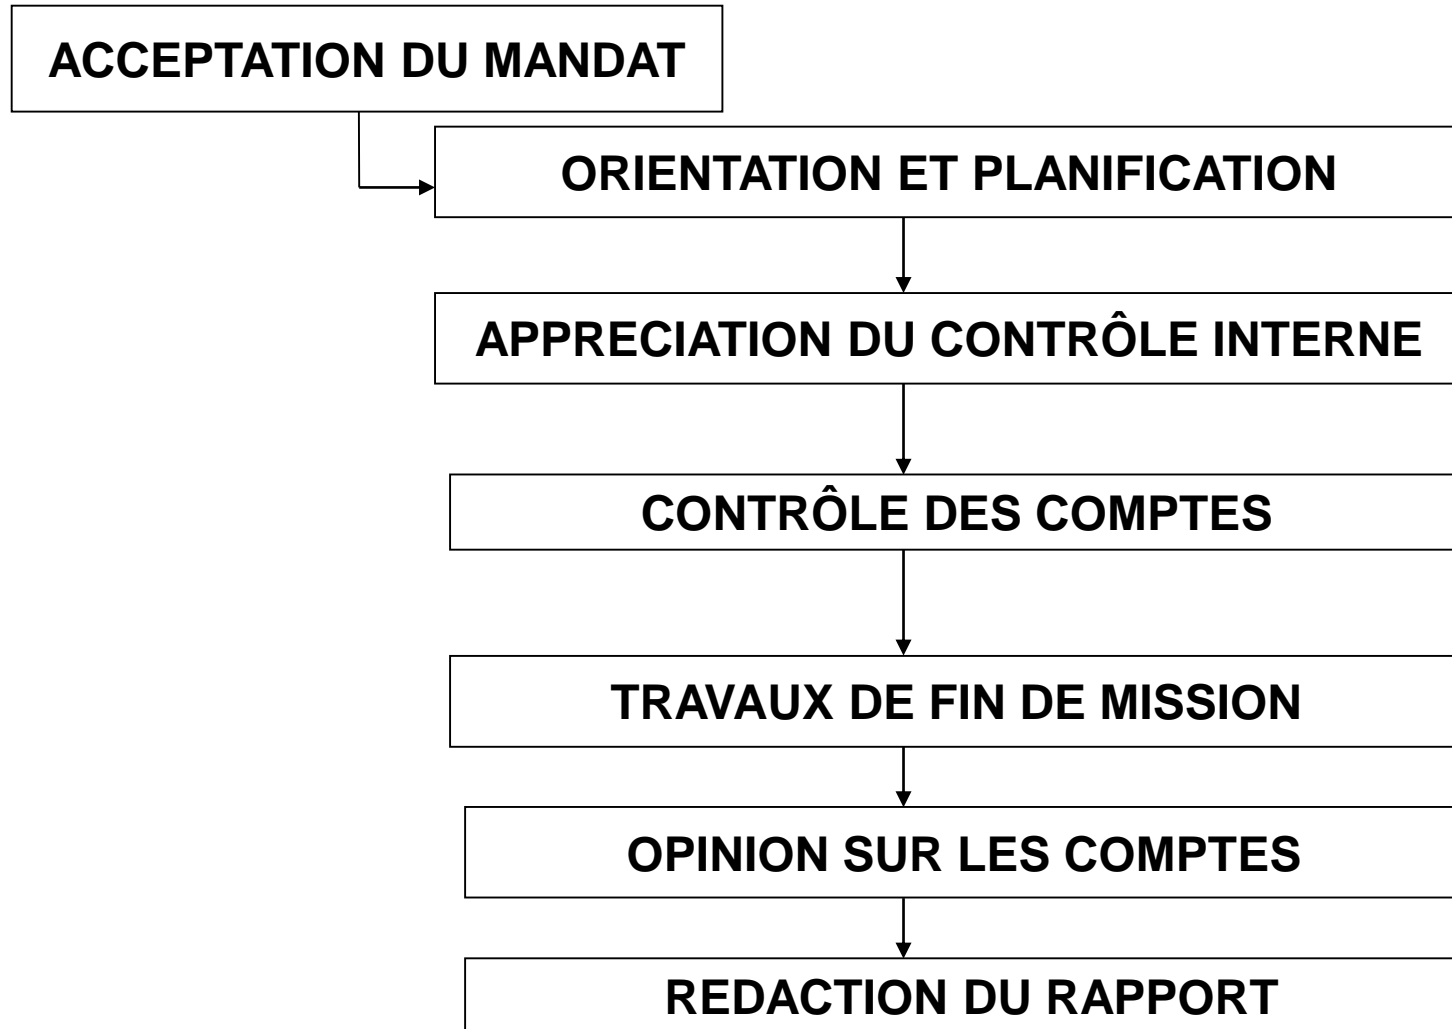 ACCEPTATION DU MANDAT
ORIENTATION ET PLANIFICATION
APPRECIATION DU CONTRÔLE INTERNE
CONTRÔLE DES COMPTES
TRAVAUX DE FIN DE MISSION
OPINION SUR LES COMPTES
REDACTION DU RAPPORT